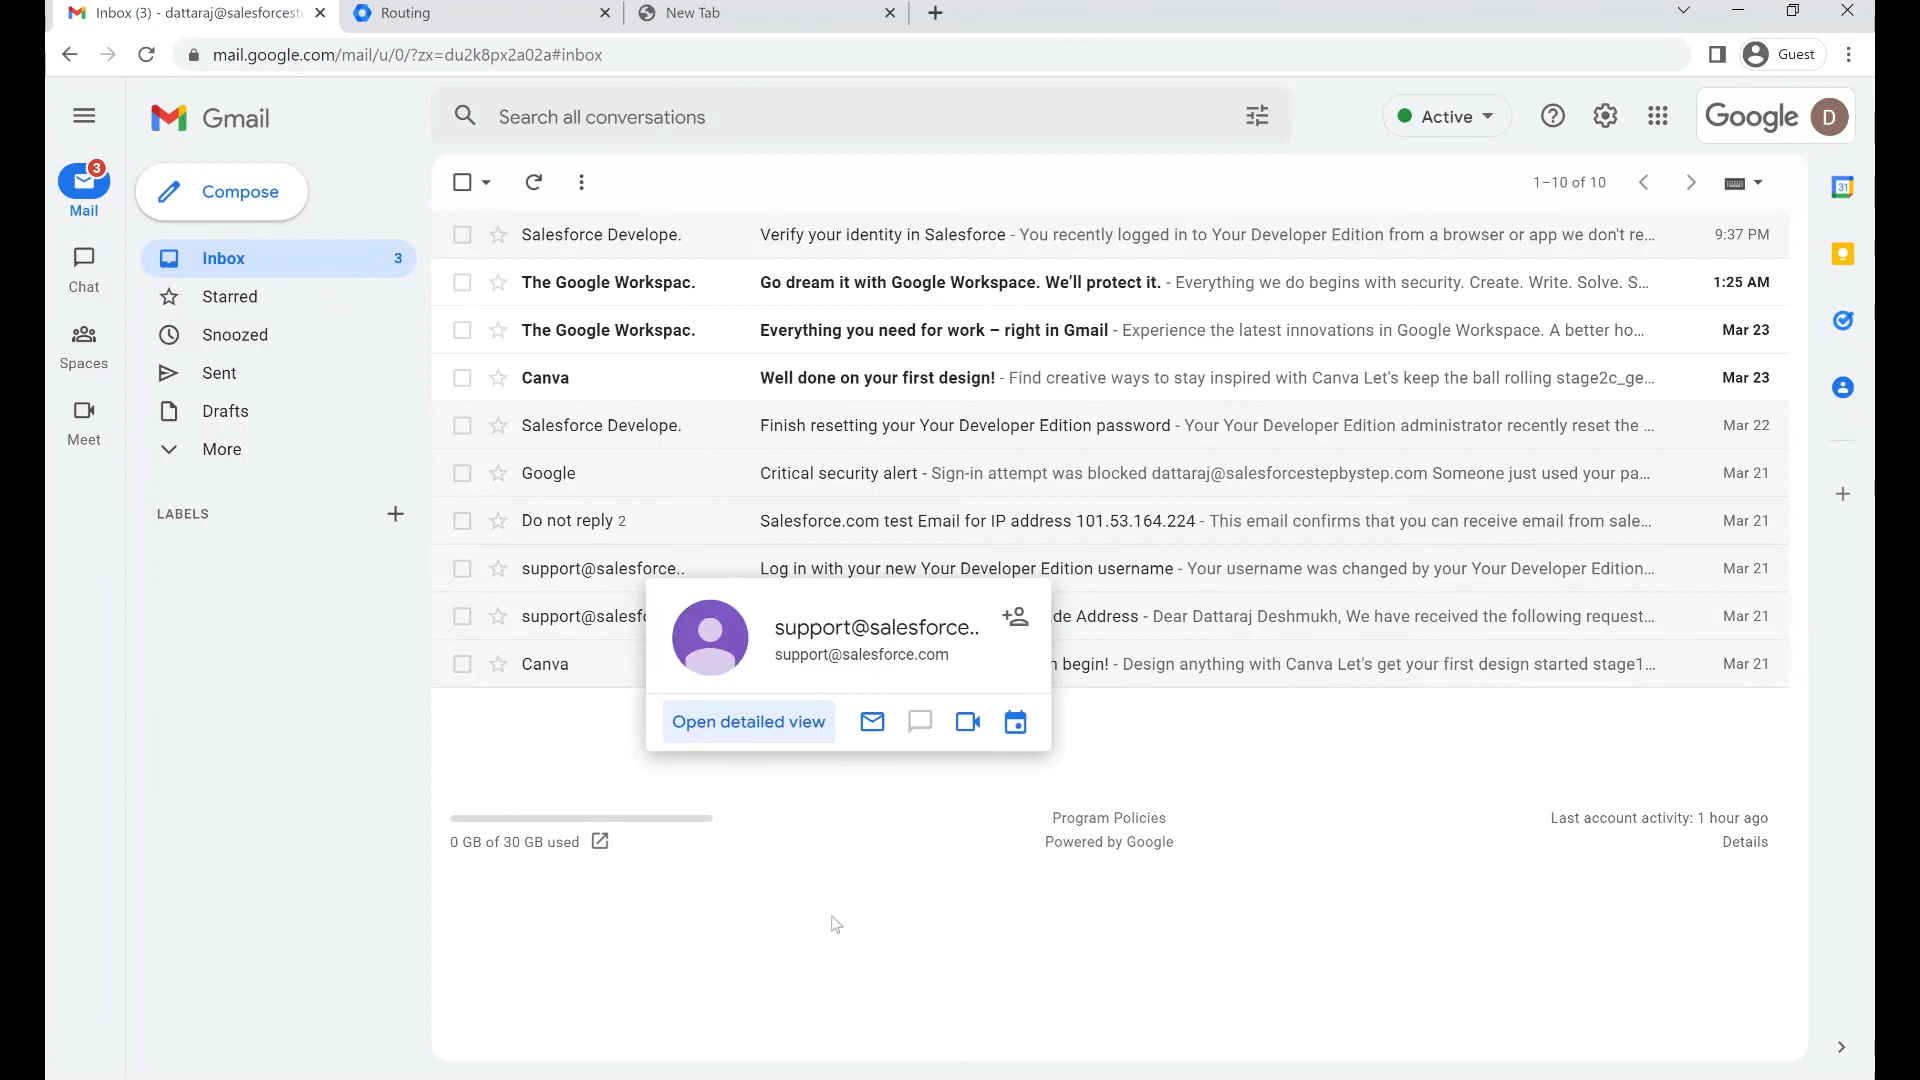 Inbox (3) - dattaraj@salesforcest
Routing
New Tab
mail.google.com/mail/u/0/?zx=du2k8px2a02a#inbox
Guest
Gmail
Search all conversations
Active
Google
D
3
Mail
Chat
Spaces
Meet
Compose
Inbox 3
Starred
Snoozed
Sent
Drafts
More
LABELS
1–10 of 10
31
Salesforce Develope. Verify your identity in Salesforce - You recently logged in to Your Developer Edition from a browser or app we don't re... 9:37 PM
The Google Workspac. Go dream it with Google Workspace. We’ll protect it. - Everything we do begins with security. Create. Write. Solve. S... 1:25 AM
The Google Workspac. Everything you need for work – right in Gmail - Experience the latest innovations in Google Workspace. A better ho... Mar 23
Canva Well done on your first design! - Find creative ways to stay inspired with Canva Let's keep the ball rolling stage2c_ge... Mar 23
Salesforce Develope. Finish resetting your Your Developer Edition password - Your Your Developer Edition administrator recently reset the ... Mar 22
Google Critical security alert - Sign-in attempt was blocked dattaraj@salesforcestepbystep.com Someone just used your pa... Mar 21
Do not reply 2 Salesforce.com test Email for IP address 101.53.164.224 - This email confirms that you can receive email from sale... Mar 21
support@salesforce.. Log in with your new Your Developer Edition username - Your username was changed by your Your Developer Edition... Mar 21
support@salesfo de Address - Dear Dattaraj Deshmukh, We have received the following request... Mar 21
Canva begin! - Design anything with Canva Let's get your first design started stage1... Mar 21
support@salesforce..
support@salesforce.com
Open detailed view
0 GB of 30 GB used
Program Policies
Powered by Google
Last account activity: 1 hour ago
Details